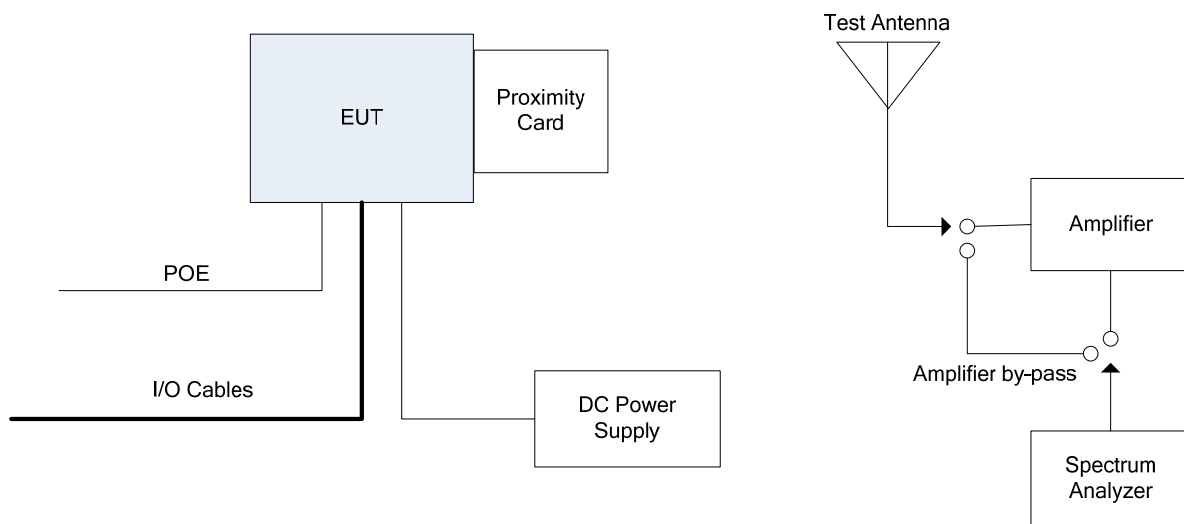 Test Antenna
EUT
Proximity
Card
Amplifier
POE
Amplifier by-pass
I/O Cables
DC Power
Supply
Spectrum
Analyzer